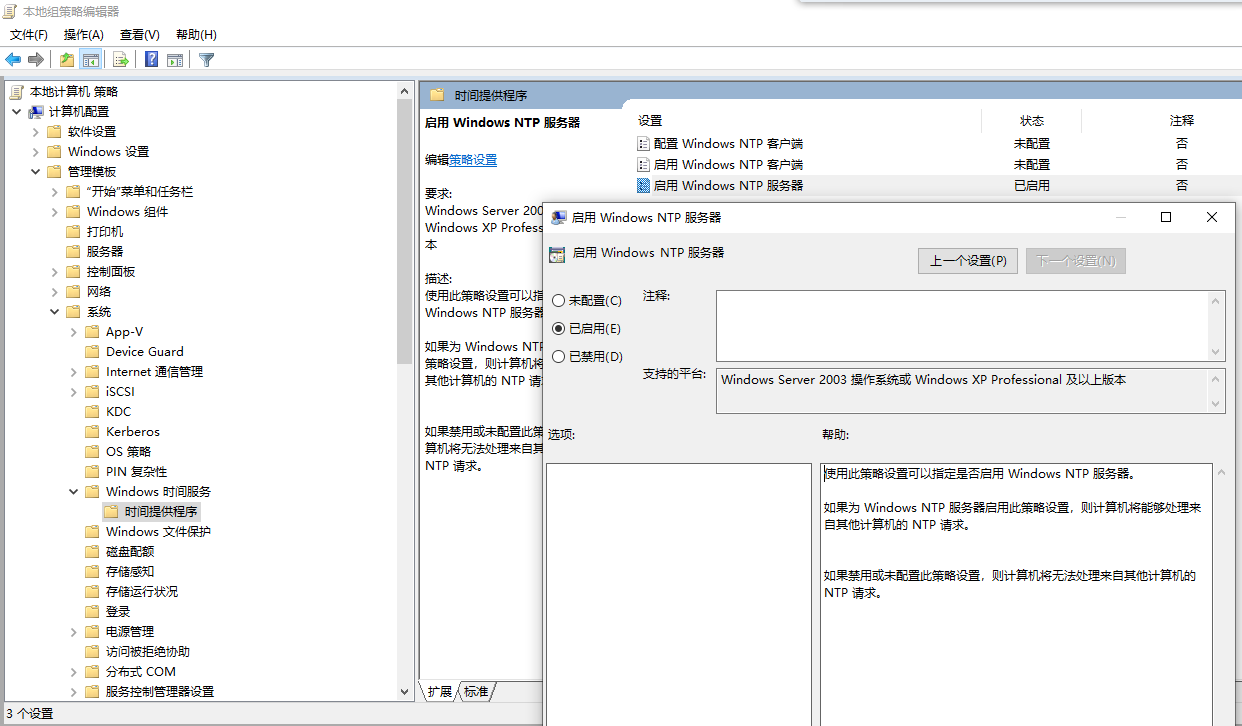 本地组策略编辑器
文件(F) 操作(A) 查看(V) 帮助(H)
本地计算机 策略
计算机配置
软件设置
Windows 设置
管理模板
“开始”菜单和任务栏
Windows 组件
打印机
服务器
控制面板
网络
系统
App-V
Device Guard
Internet 通信管理
iSCSI
KDC
Kerberos
OS 策略
PIN 复杂性
Windows 时间服务
时间提供程序
Windows 文件保护
磁盘配额
存储感知
存储运行状况
登录
电源管理
访问被拒绝协助
分布式 COM
服务控制管理器设置
3 个设置
时间提供程序
启用 Windows NTP 服务器
编辑策略设置
要求:
Windows Server 200
Windows XP Profess
本
描述:
使用此策略设置可以指
Windows NTP 服务器
如果为 Windows NT
策略设置，则计算机将
其他计算机的 NTP 请
如果禁用或未配置此策
算机将无法处理来自其
NTP 请求。
扩展 标准
设置 状态 注释
配置 Windows NTP 客户端 未配置 否
启用 Windows NTP 客户端 未配置 否
启用 Windows NTP 服务器 已启用 否
启用 Windows NTP 服务器
启用 Windows NTP 服务器
上一个设置(P) 下一个设置(N)
未配置(C) 注释:
已启用(E)
已禁用(D)
支持的平台: Windows Server 2003 操作系统或 Windows XP Professional 及以上版本
选项: 帮助:
使用此策略设置可以指定是否启用 Windows NTP 服务器。
如果为 Windows NTP 服务器启用此策略设置，则计算机将能够处理来
自其他计算机的 NTP 请求。
如果禁用或未配置此策略设置，则计算机将无法处理来自其他计算机的
NTP 请求。